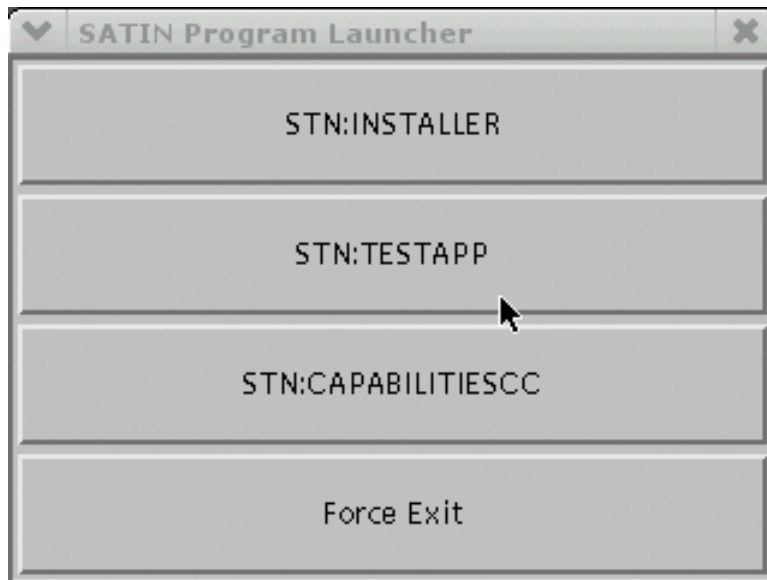 SATIN Program Launcher
STN:INSTALLER
STN:TESTAPP
STN:CAPABILITIESCC
Force Exit